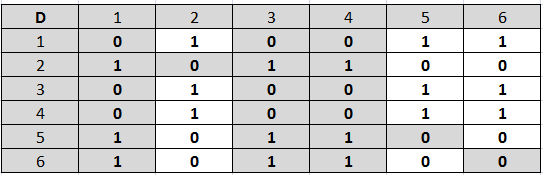 D 1 2 3 4 5 6
1 0 1 0 0 1 1
2 1 0 1 1 0 0
3 0 1 0 0 1 1
4 0 1 0 0 1 1
5 1 0 1 1 0 0
6 1 0 1 1 0 0